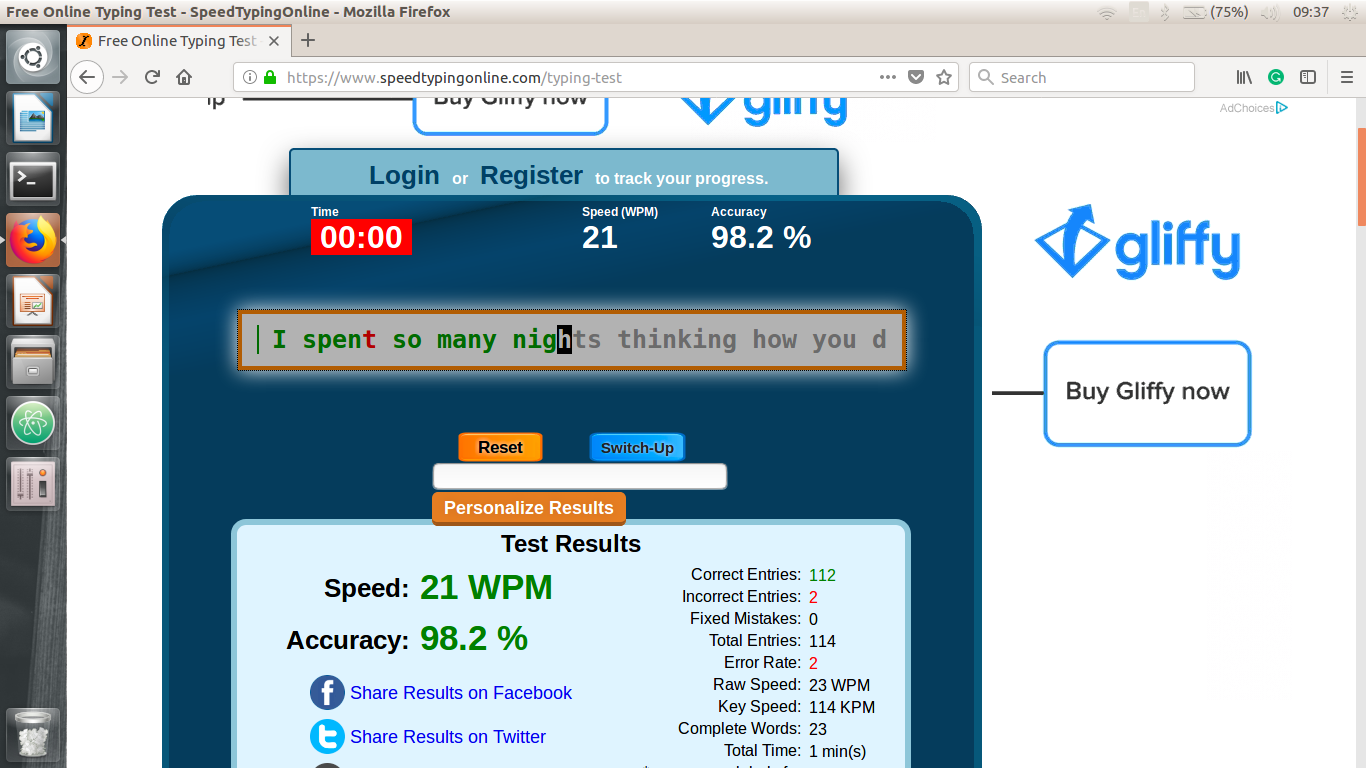 Free Online Typing Test - SpeedTypingOnline - Mozilla Firefox
(75%)
09:37
Free Online Typing Test
https://www.speedtypingonline.com/typing-test
Search
Buy Gliffy now
gliffy
AdChoices
Login or Register to track your progress.
Time
Speed (WPM)
Accuracy
00:00
21
98.2 %
gliffy
I spent so many nights thinking how you d
Buy Gliffy now
Reset
Switch-Up
Personalize Results
Test Results
Speed: 21 WPM
Accuracy: 98.2 %
Share Results on Facebook
Share Results on Twitter
Correct Entries: 112
Incorrect Entries: 2
Fixed Mistakes: 0
Total Entries: 114
Error Rate: 2
Raw Speed: 23 WPM
Key Speed: 114 KPM
Complete Words: 23
Total Time: 1 min(s)